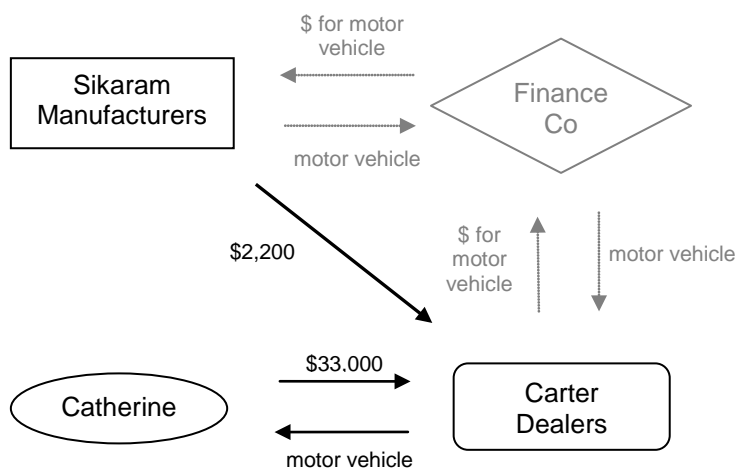 $ for motor
vehicle
Sikaram
Manufacturers
Finance
Co
motor vehicle
$2,200
$ for
motor
vehicle
motor vehicle
$33.000
Catherine
Carter
Dealers
motor vehicle